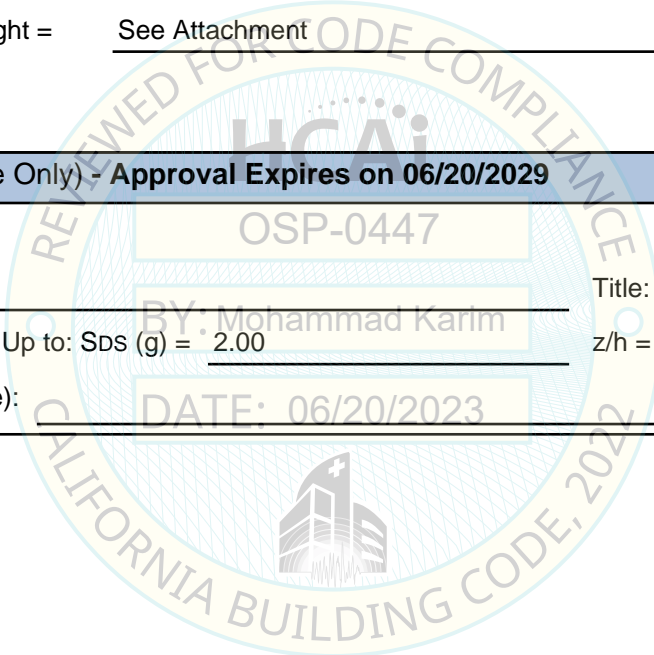 ght = See Attachment
REVIEWED FOR CODE COMPLIANCE
HCAi
e Only) - Approval Expires on 06/20/2029
OSP-0447
Title:
BY: Mohammad Karim
Up to: SDS (g) = 2.00 z/h =
e):
DATE: 06/20/2023
CALIFORNIA BUILDING CODE, 2022